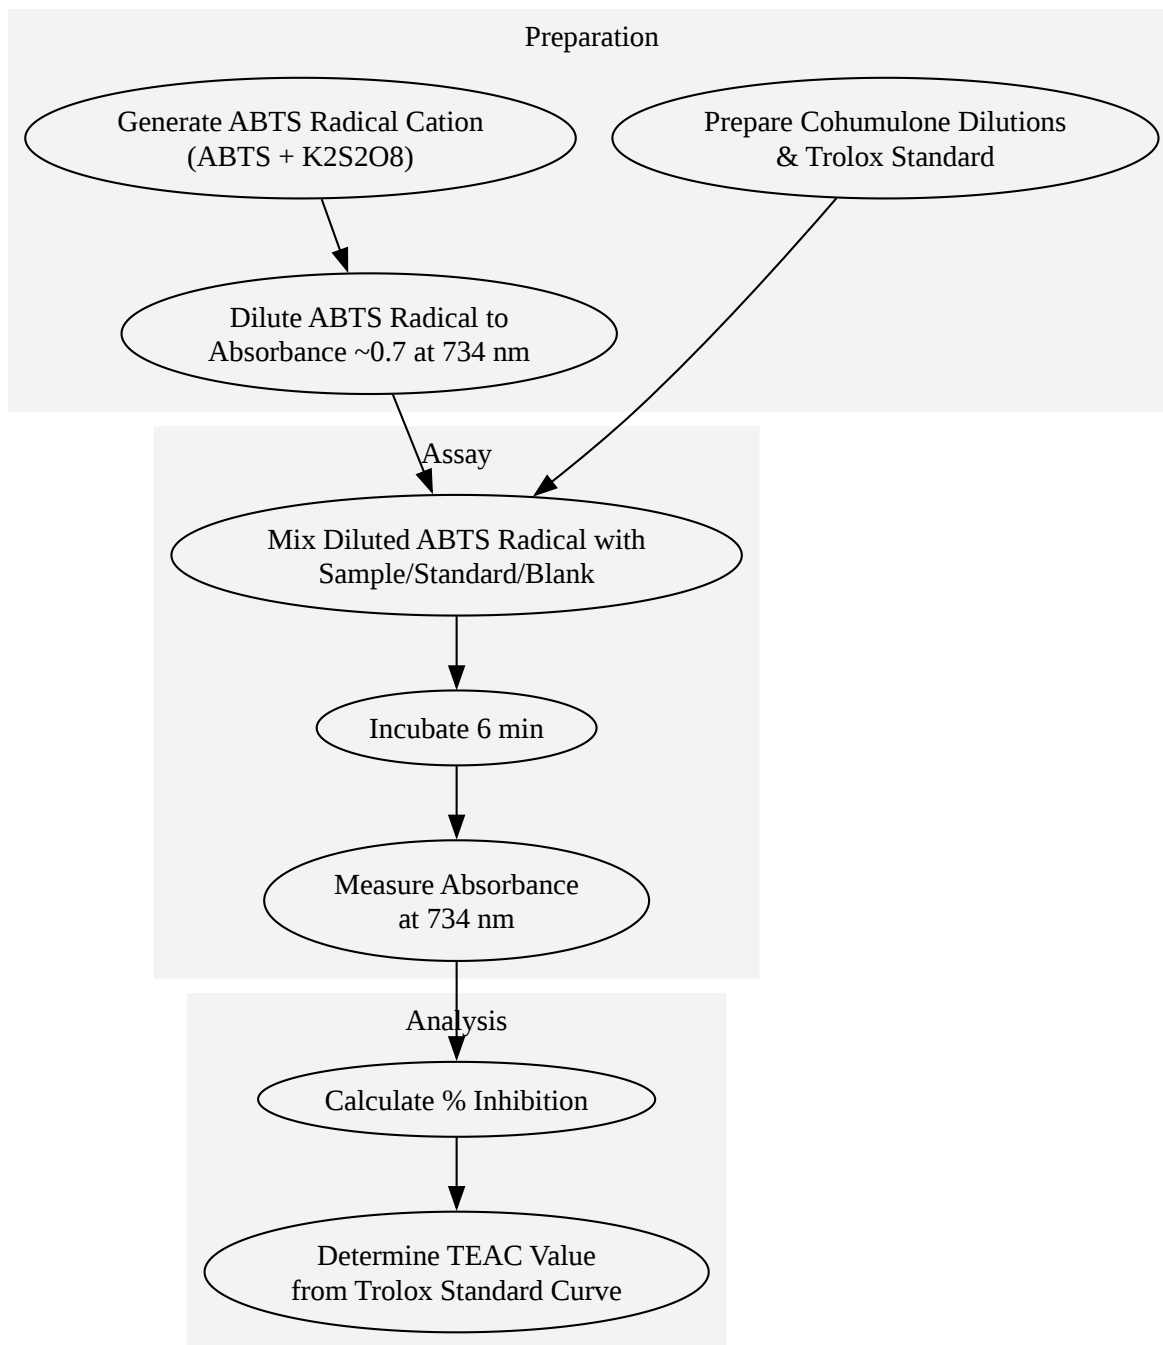 Preparation
Generate ABTS Radical Cation
(ABTS + K2S2O8)
Prepare Cohumulone Dilutions
& Trolox Standard
Dilute ABTS Radical to
Absorbance ~0.7 at 734 nm
Assay
Mix Diluted ABTS Radical with
Sample/Standard/Blank
Incubate 6 min
Measure Absorbance
at 734 nm
Analysis
Calculate % Inhibition
Determine TEAC Value
from Trolox Standard Curve